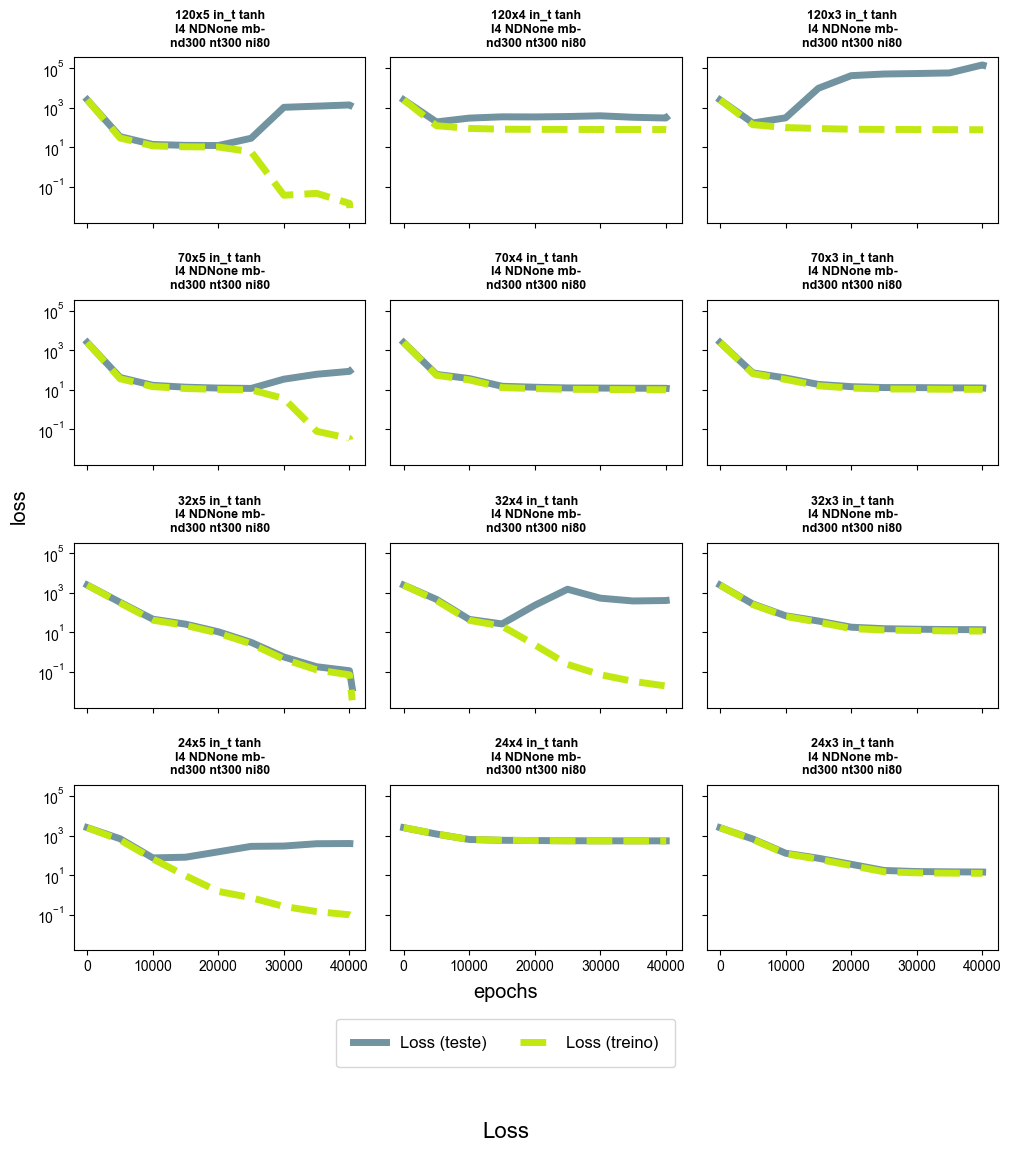 120x5 in_t tanh
l4 NDNone mb-
nd300 nt300 ni80
120x4 in_t tanh
l4 NDNone mb-
nd300 nt300 ni80
120x3 in_t tanh
l4 NDNone mb-
nd300 nt300 ni80
10^5
10^3
10^1
10^−1
70x5 in_t tanh
l4 NDNone mb-
nd300 nt300 ni80
70x4 in_t tanh
l4 NDNone mb-
nd300 nt300 ni80
70x3 in_t tanh
l4 NDNone mb-
nd300 nt300 ni80
10^5
10^3
10^1
10^−1
loss
32x5 in_t tanh
l4 NDNone mb-
nd300 nt300 ni80
32x4 in_t tanh
l4 NDNone mb-
nd300 nt300 ni80
32x3 in_t tanh
l4 NDNone mb-
nd300 nt300 ni80
10^5
10^3
10^1
10^−1
24x5 in_t tanh
l4 NDNone mb-
nd300 nt300 ni80
24x4 in_t tanh
l4 NDNone mb-
nd300 nt300 ni80
24x3 in_t tanh
l4 NDNone mb-
nd300 nt300 ni80
10^5
10^3
10^1
10^−1
0 10000 20000 30000 40000
0 10000 20000 30000 40000
0 10000 20000 30000 40000
epochs
Loss (teste) Loss (treino)
Loss